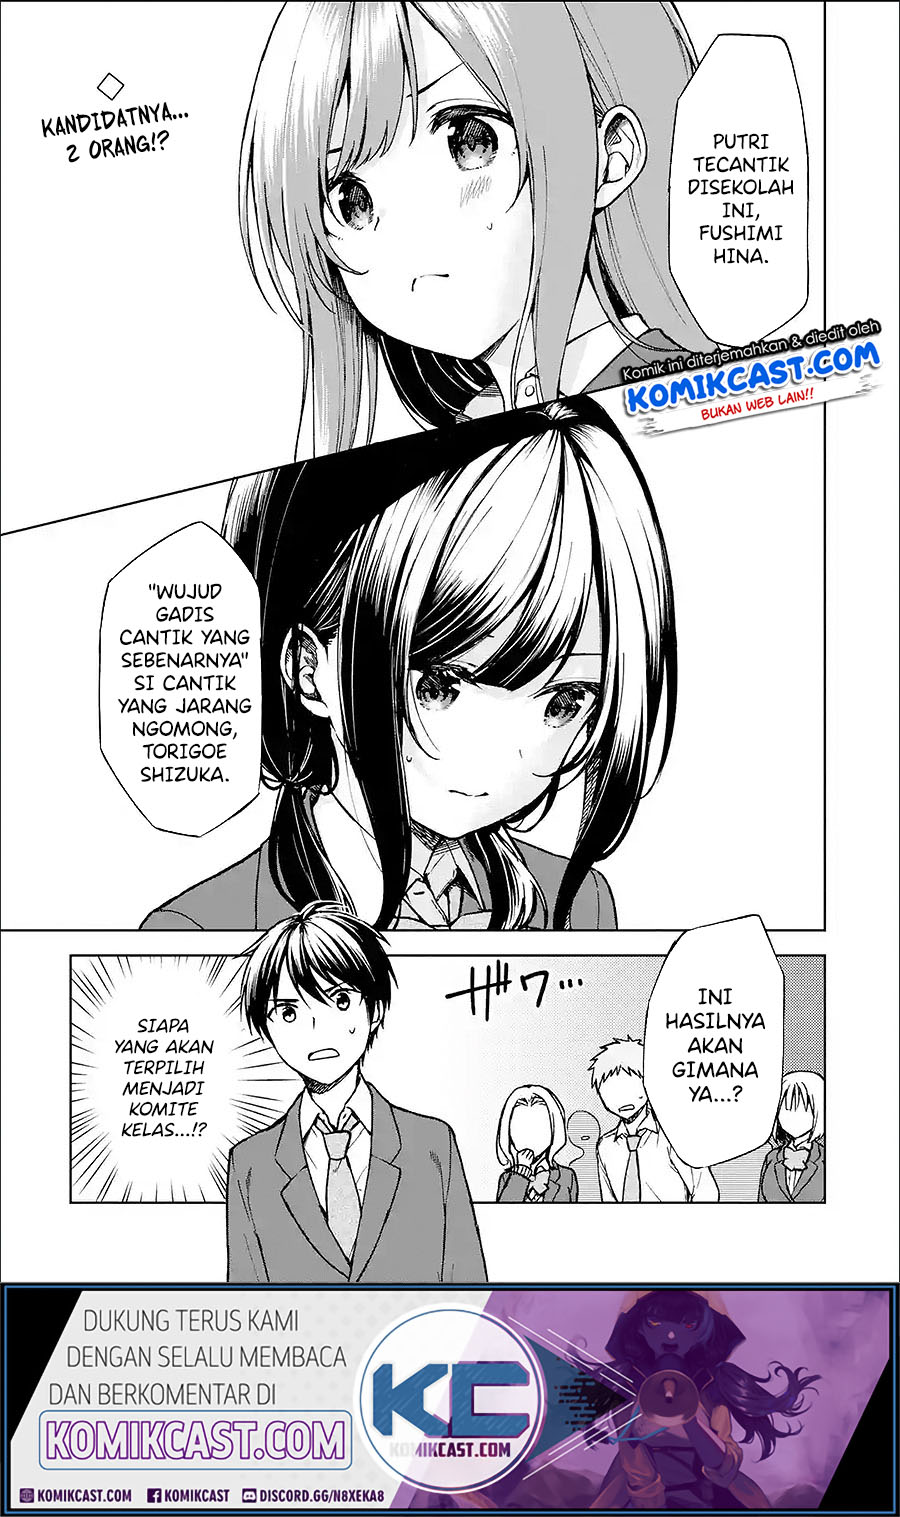 KANDIDATNYA...
2 ORANG!?
PUTRI
TECANTIK
DISEKOLAH
INI,
FUSHIMI
HINA.
Komik ini diterjemahkan & diedit oleh
KOMIKCAST.COM
BUKAN WEB LAIN!!
"WUJUD
GADIS
CANTIK YANG
SEBENARNYA"
SI CANTIK
YANG JARANG
NGOMONG,
TORIGOE
SHIZUKA.
ザワ...
INI
HASILNYA
AKAN
GIMANA
YA...?
SIAPA
YANG AKAN
TERPILIH
MENJADI
KOMITE
KELAS...!?
DUKUNG TERUS KAMI
DENGAN SELALU MEMBACA
DAN BERKOMENTAR DI
KOMIKCAST.COM
KC
KOMIKCAST.COM
KOMIKCAST.COM KOMIKCAST DISCORD.GG/N8XEKA8